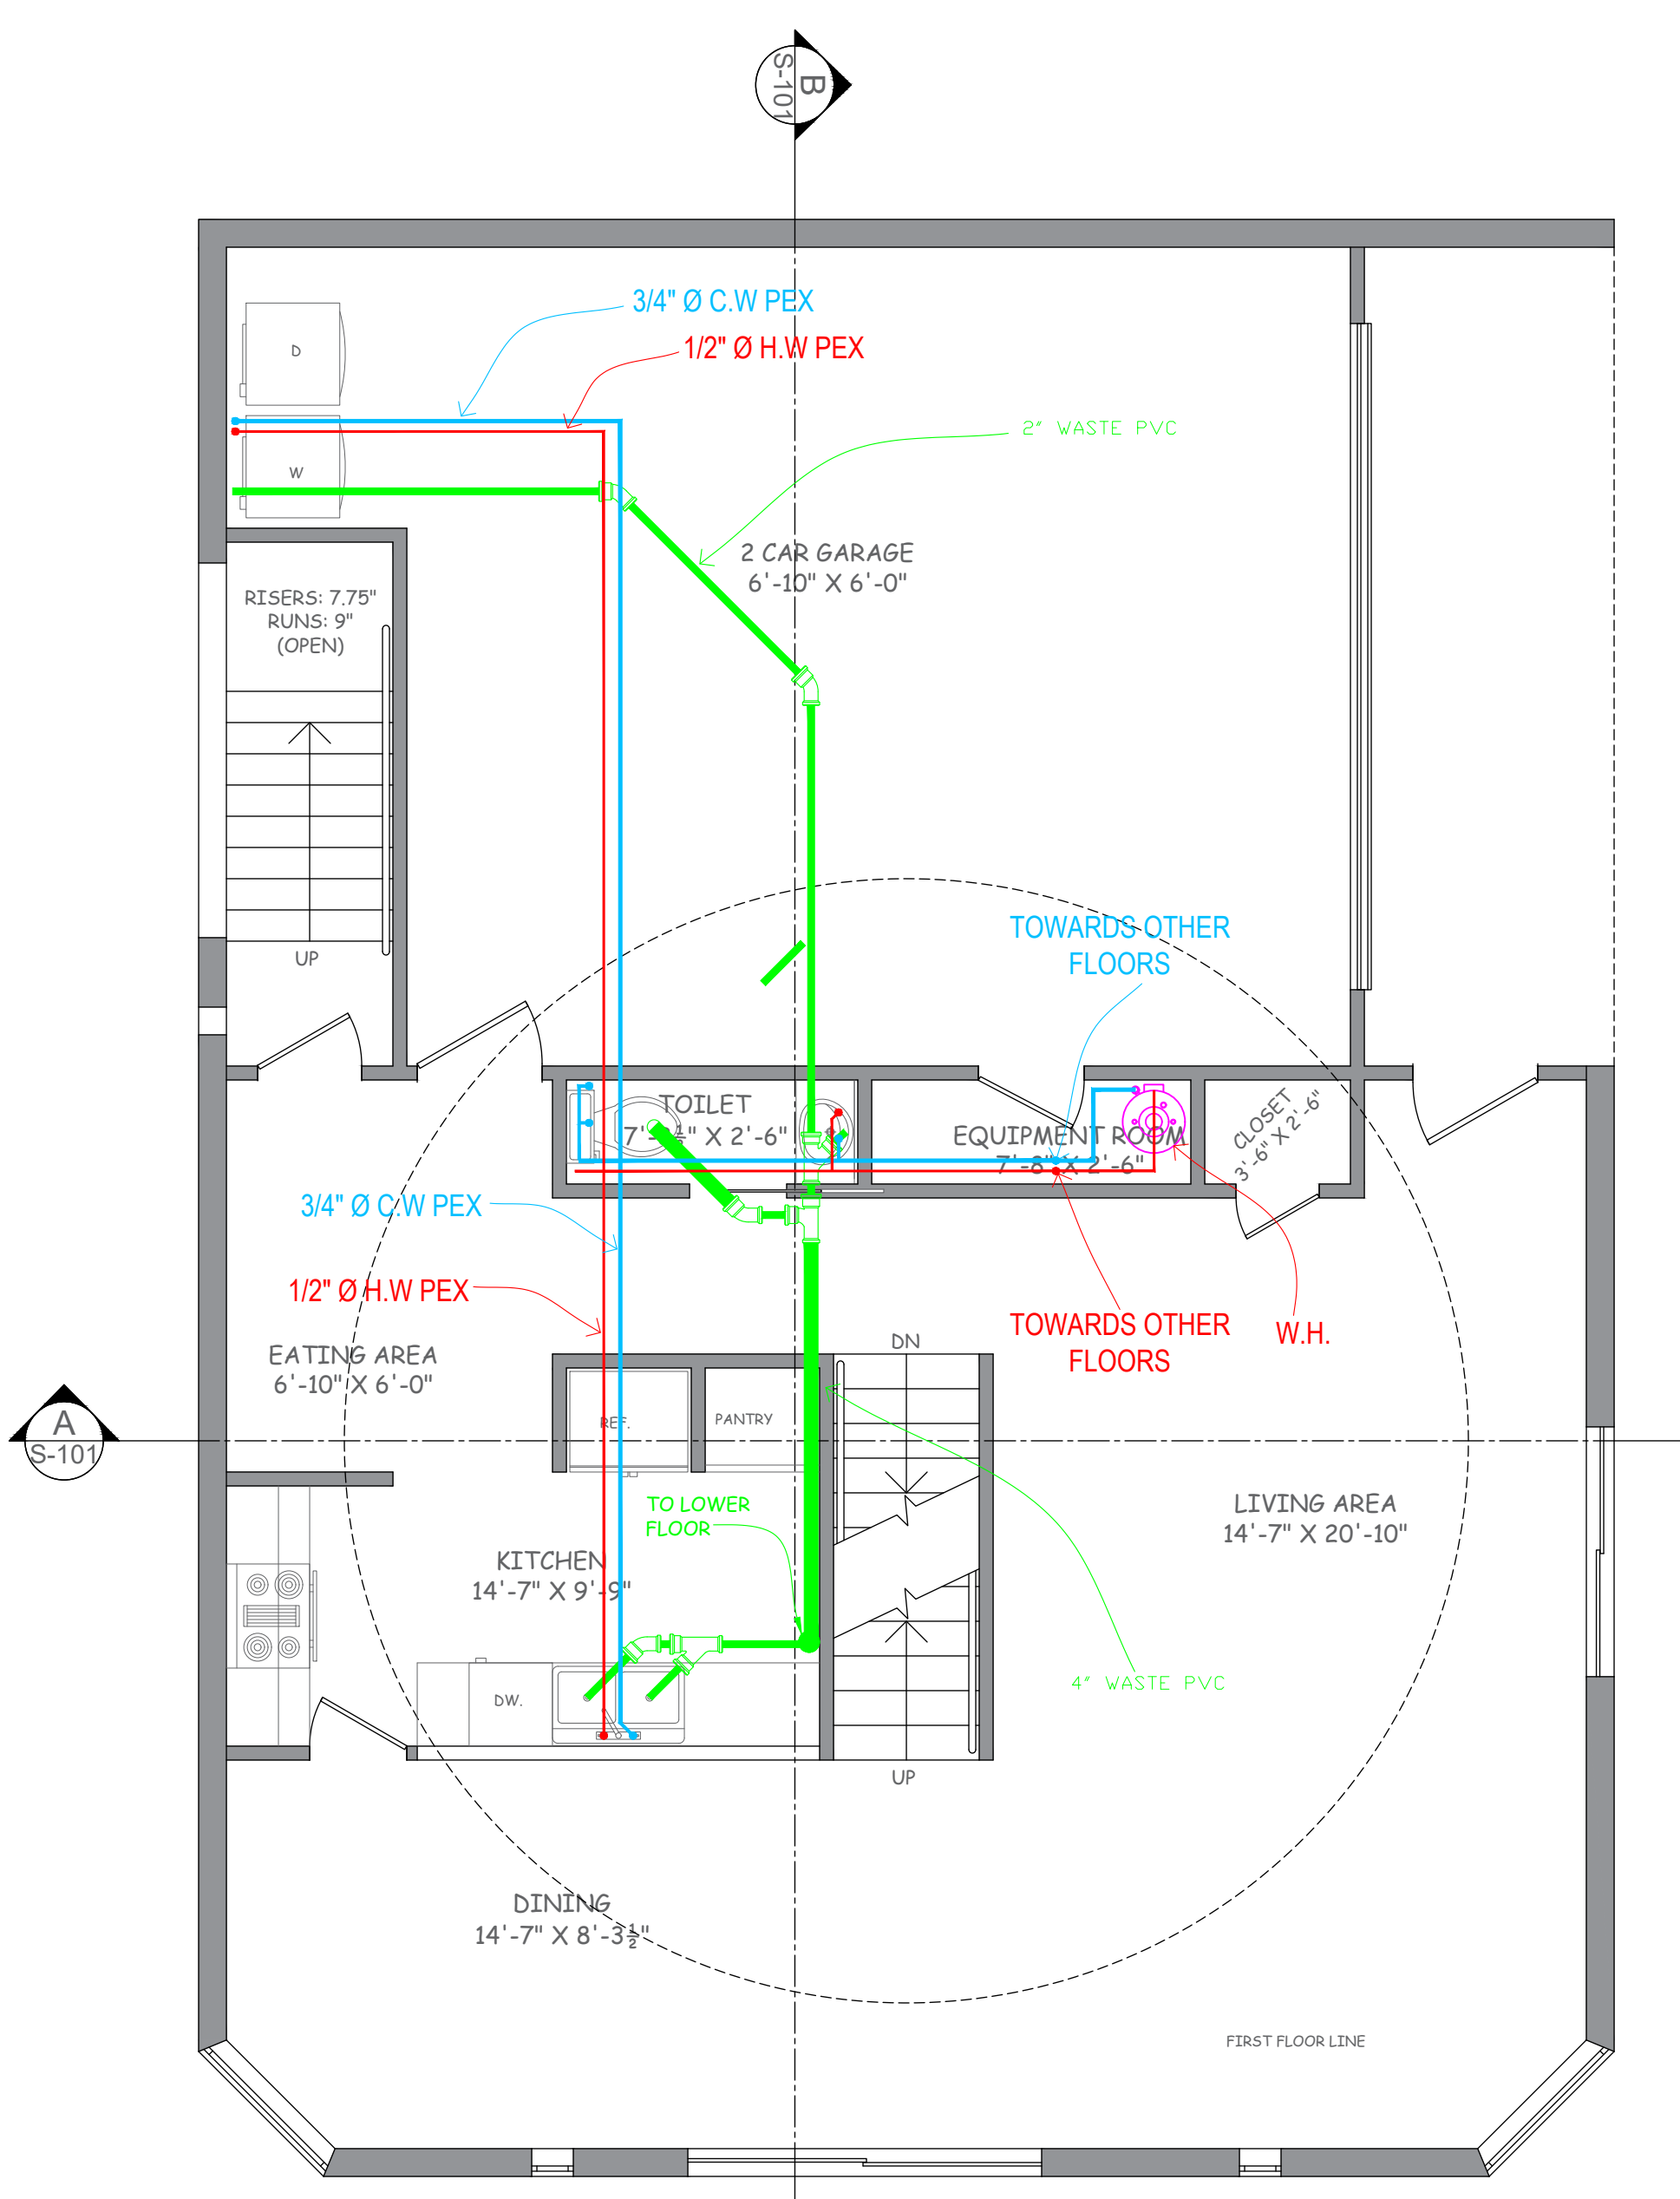 B
S-101
3/4" Ø C.W PEX
1/2" Ø H.W PEX
D
2" WASTE PVC
W
2 CAR GARAGE
6'-10" X 6'-0"
RISERS: 7.75"
RUNS: 9"
(OPEN)
UP
TOWARDS OTHER
FLOORS
TOILET
EQUIPMENT ROOM
7'-8" X 2'-6"
CLOSET
3'-6" X 2'-6"
3/4" Ø C.W PEX
1/2" Ø H.W PEX
TOWARDS OTHER
FLOORS
W.H.
EATING AREA
6'-10" X 6'-0"
DN
REF.
PANTRY
A
S-101
TO LOWER
FLOOR
LIVING AREA
14'-7" X 20'-10"
KITCHEN
14'-7" X 9'-9"
4" WASTE PVC
DW.
UP
DINING
14'-7" X 8'-3½"
FIRST FLOOR LINE